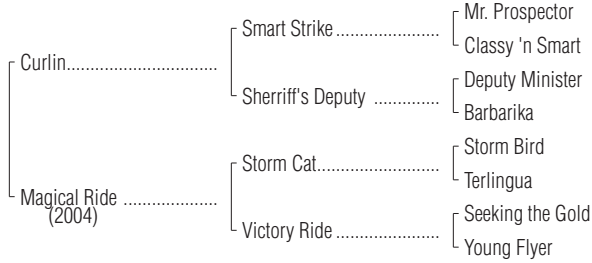 Mr. Prospector
Smart Strike ......................
Classy 'n Smart
Curlin................................
Deputy Minister
Sherriff's Deputy ..............
Barbarika
Storm Bird
Storm Cat..........................
Terlingua
Magical Ride ....................
(2004)
Seeking the Gold
Victory Ride ......................
Young Flyer